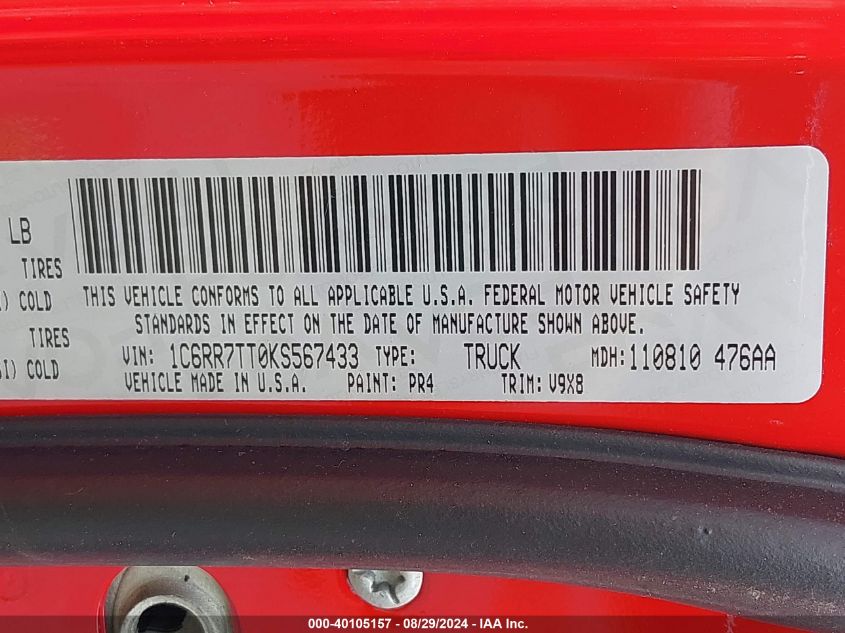 LB
TIRES
I) COLD
TIRES
SI) COLD
THIS VEHICLE CONFORMS TO ALL APPLICABLE U.S.A. FEDERAL MOTOR VEHICLE SAFETY
STANDARDS IN EFFECT ON THE DATE OF MANUFACTURE SHOWN ABOVE.
VIN: 1C6RR7TT0KS567433 TYPE: TRUCK MDH:110810 476AA
VEHICLE MADE IN U.S.A. PAINT: PR4 TRIM: V9X8
000-40105157 - 08/29/2024 - IAA Inc.